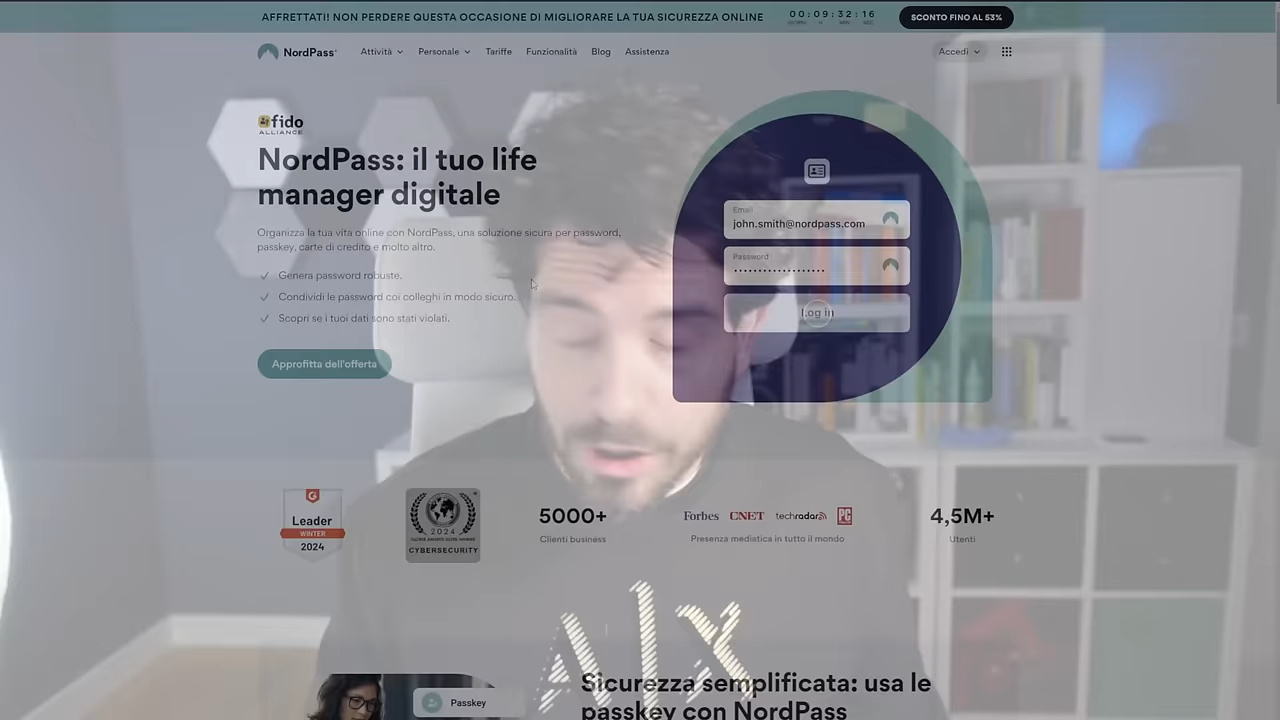 AFFRETTATI! NON PERDERE QUESTA OCCASIONE DI MIGLIORARE LA TUA SICUREZZA ONLINE
00:09:32:16
SCONTO FINO AL 53%
NordPass
Attività
Personale
Tariffe
Funzionalità
Blog
Assistenza
Accedi
fido
ALLIANCE
NordPass: il tuo life
manager digitale
Organizza la tua vita online con NordPass, una soluzione sicura per password,
passkey, carte di credito e molto altro.
Genera password robuste.
Condividi le password coi colleghi in modo sicuro.
Scopri se i tuoi dati sono stati violati.
Approfitta dell'offerta
Email
john.smith@nordpass.com
Password
Log in
Leader
WINTER
2024
2024
CYBERSECURITY
5000+
Clienti business
Forbes
CNET
techradar
PC
Presenza mediatica in tutto il mondo
4,5M+
Utenti
A|X
Passkey
Sicurezza semplificata: usa le
passkey con NordPass